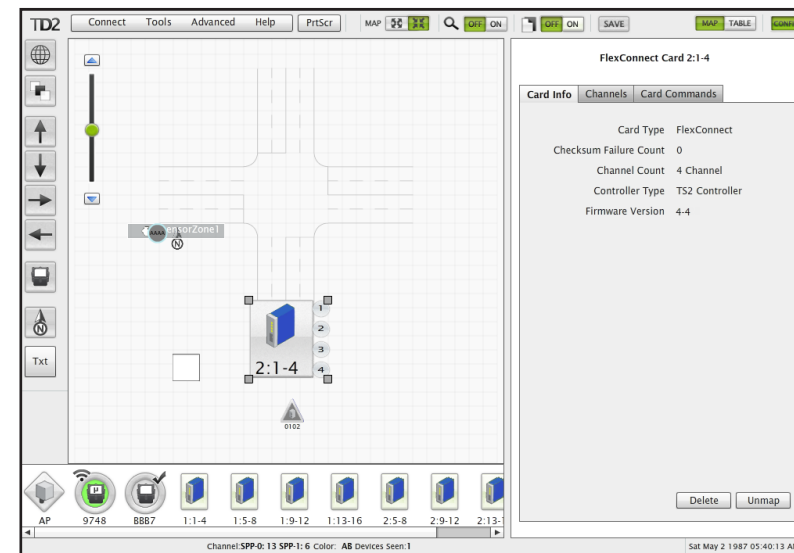 TD2 Connect Tools Advanced Help PrtScr MAP OFF ON OFF ON SAVE MAP TABLE
FlexConnect Card 2:1-4
Card Info Channels Card Commands
Card Type FlexConnect
Checksum Failure Count 0
Channel Count 4 Channel
Controller Type TS2 Controller
Firmware Version 4-4
AAAA
N
N
Txt
1
2
3
4
2:1-4
0102
Delete Unmap
AP 9748 BBB7 1:1-4 1:5-8 1:9-12 1:13-16 2:5-8 2:9-12
Channel:SPP-0: 13 SPP-1: 6 Color: AB Devices Seen:1
Sat May 2 1987 05:40:13